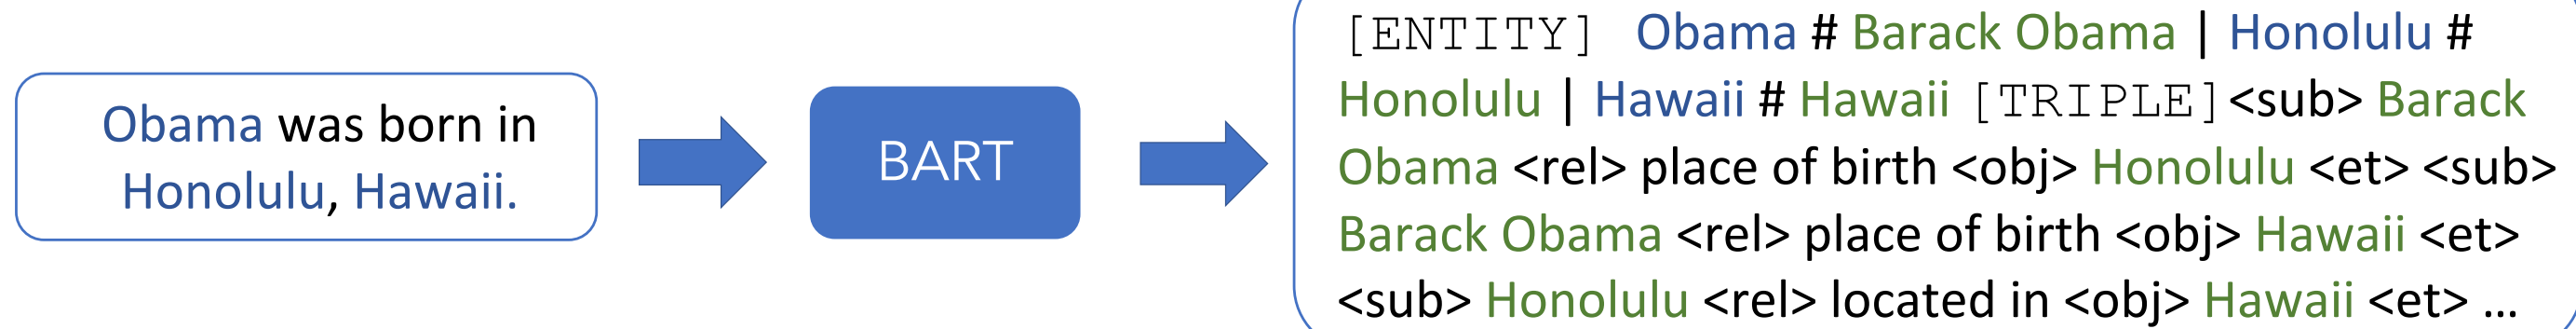 Obama was born in
Honolulu, Hawaii.
BART
[ENTITY] Obama # Barack Obama | Honolulu #
Honolulu | Hawaii # Hawaii [TRIPLE]<sub> Barack
Obama <rel> place of birth <obj> Honolulu <et> <sub>
Barack Obama <rel> place of birth <obj> Hawaii <et>
<sub> Honolulu <rel> located in <obj> Hawaii <et> ...